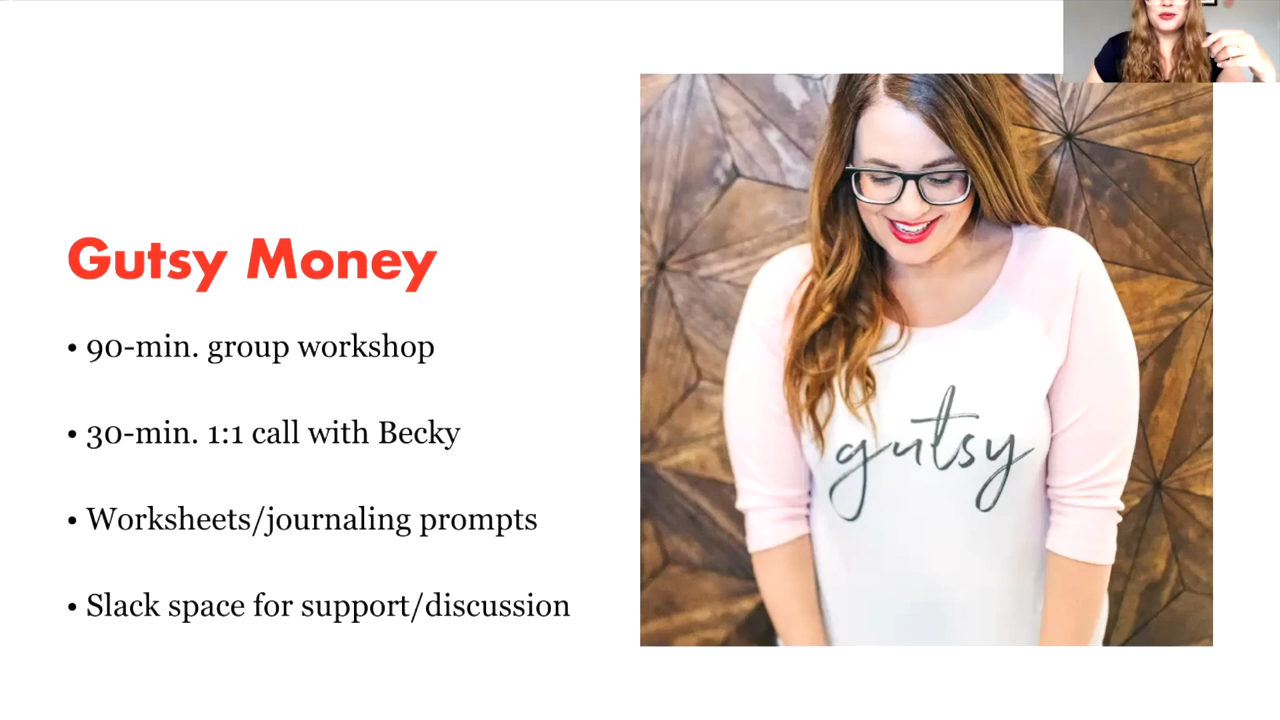 Gutsy Money
• 90-min. group workshop
• 30-min. 1:1 call with Becky
• Worksheets/journaling prompts
• Slack space for support/discussion
gutsy